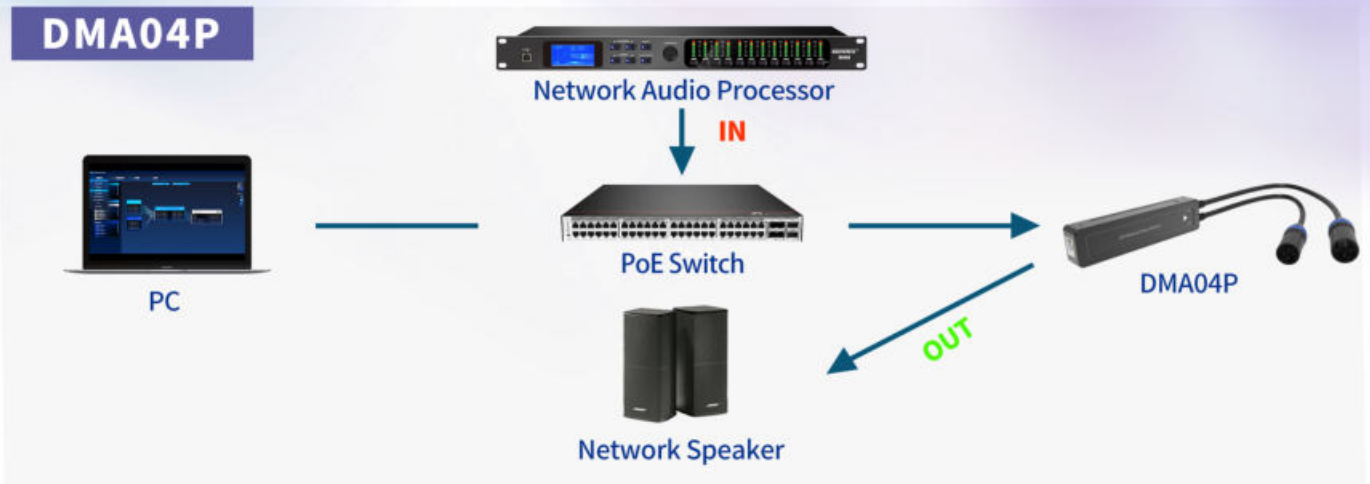 DMA04P
Network Audio Processor
IN
PoE Switch
PC
DMA04P
OUT
Network Speaker